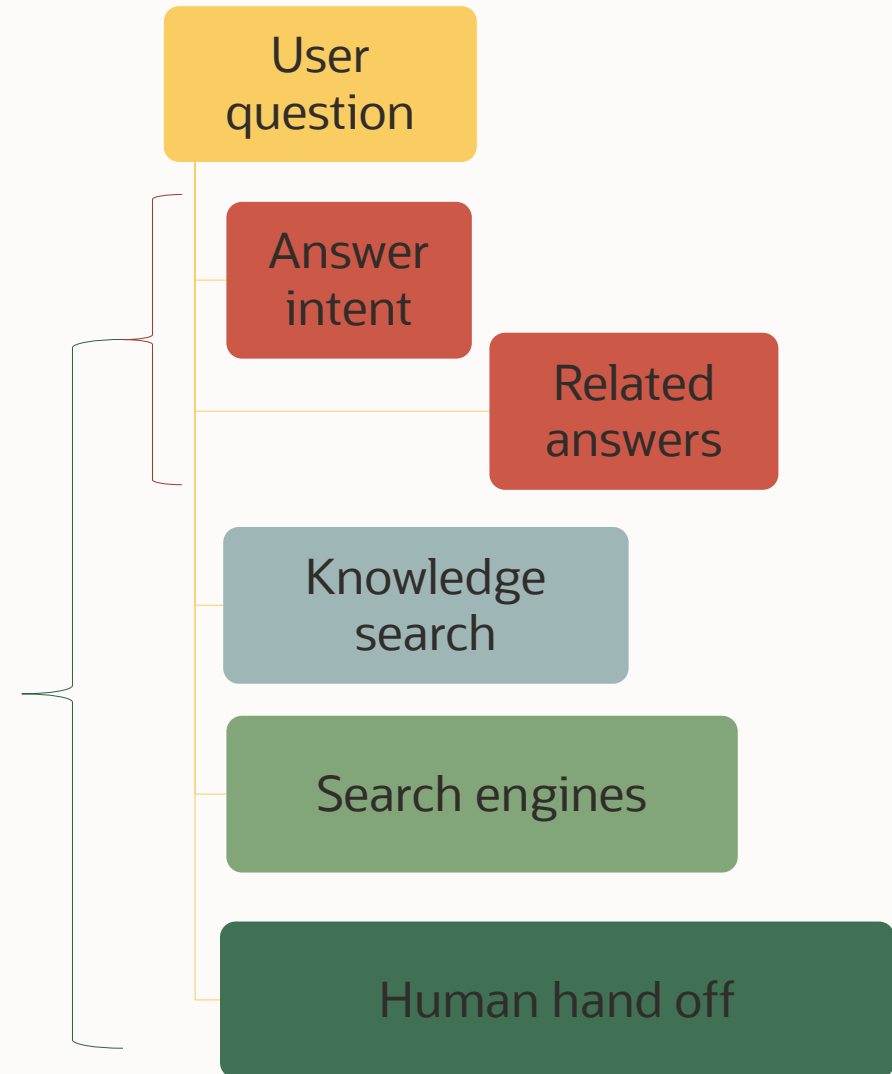 User
question
Answer
intent
Related
answers
Knowledge
search
Search engines
Human hand off